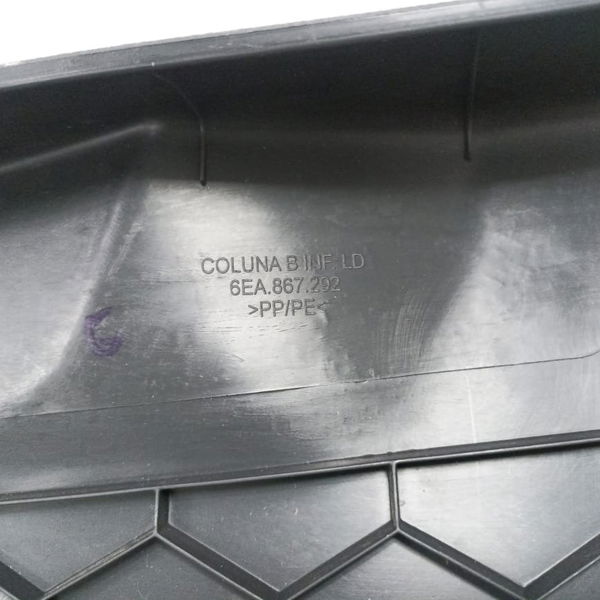 COLUNA B INF. LD
6EA.867.292
>PP/PE<